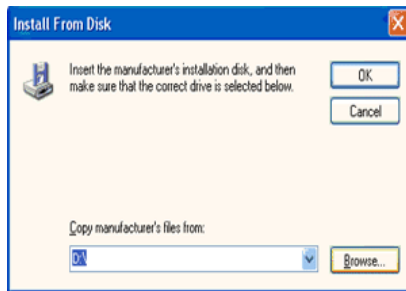 Install From Disk
Insert the manufacturer's installation disk, and then
make sure that the correct drive is selected below.
OK
Cancel
Copy manufacturer's files from:
D:\
Browse...